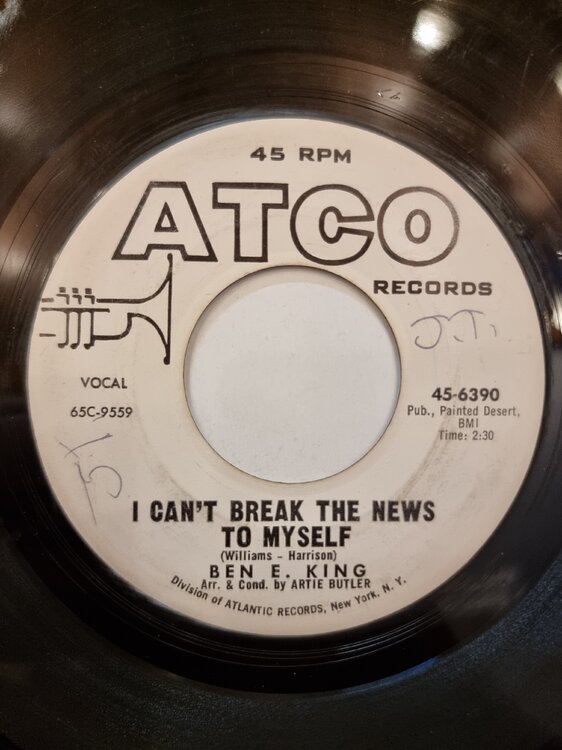 45 RPM
ATCO
RECORDS
J.T.
VOCAL
65C-9559
45-6390
Pub., Painted Desert,
BMI
Time: 2:30
I CAN'T BREAK THE NEWS
TO MYSELF
(Williams - Harrison)
BEN E. KING
Arr. & Cond. by ARTIE BUTLER
Division of ATLANTIC RECORDS, New York, N. Y.